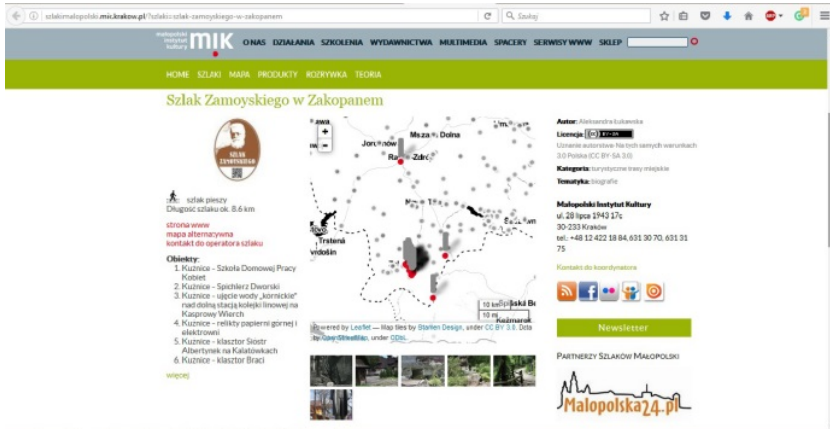 szlakimalopolski.mik.krakow.pl/?szlakis:szlak-zamoyskiego-w-zakopanem
Szukaj
małopolski
instytut
kultury
mik
O NAS DZIAŁANIA SZKOLENIA WYDAWNICTWA MULTIMEDIA SPACERY SERWISY WWW SKLEP
HOME SZLAKI MAPA PRODUKTY ROZRYWKA TEORIA
Szlak Zamoyskiego w Zakopanem
SZLAK
ZAMOYSKIEGO
szlak pieszy
Długość szlaku ok. 8.6 km
strona www
mapa alternatywna
kontakt do operatora szlaku
Obiekty:
1. Kuźnice - Szkoła Domowej Pracy
Kobiet
2. Kuźnice - Spichlerz Dworski
3. Kuźnice - ujęcie wody „kórnickie"
nad dolną stacją kolejki linowej na
Kasprowy Wierch
4. Kuźnice - relikty papierni górnej i
elektrowni
5. Kuźnice - klasztor Sióstr
Albertynek na Kalatówkach
6. Kuźnice - klasztor Braci
więcej
+
-
Dolna
Trstená
10 km
10 mi
Powered by Leaflet — Map tiles by Stamen Design, under CC BY 3.0. Data
by OpenStreetMap, under ODbL.
Autor: Aleksandra Łukawska
Licencja: BY-SA
Uznanie autorstwa-Na tych samych warunkach
3.0 Polska (CC BY-SA 3.0)
Kategoria: turystyczne trasy miejskie
Tematyka: biografie
Małopolski Instytut Kultury
ul. 28 lipca 1943 17c
30-233 Kraków
tel.: +48 12 422 18 84, 631 30 70, 631 31
75
Kontakt do koordynatora
Newsletter
PARTNERZY SZLAKÓW MAŁOPOLSKI
Małopolska24.pl